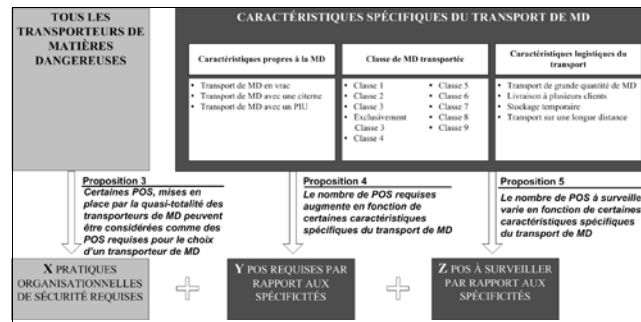 TOUS LES
TRANSPORTEURS DE
MATIÈRES
DANGEREUSES
CARACTÉRISTIQUES SPÉCIFIQUES DU TRANSPORT DE MD
Caractéristiques propres à la MD
• Transport de MD en vrac
• Transport de MD avec une citerne
• Transport de MD avec un PIU
Classe de MD transportée
• Classe 1
• Classe 2
• Classe 3
• Exclusivement
Classe 3
• Classe 4
• Classe 5
• Classe 6
• Classe 7
• Classe 8
• Classe 9
Caractéristiques logistiques du
transport
• Transport de grande quantité de MD
• Livraison à plusieurs clients
• Stockage temporaire
• Transport sur une longue distance
Proposition 3
Certaines POS, mises en
place par la quasi-totalité des
transporteurs de MD peuvent
être considérées comme des
POS requises pour le choix
d'un transporteur de MD
Proposition 4
Le nombre de POS requises
augmente en fonction de
certaines caractéristiques
spécifiques du transport de MD
Proposition 5
Le nombre de POS à surveille
varie en fonction de certaines
caractéristiques spécifiques
du transport de MD
X PRATIQUES
ORGANISATIONNELLES
DE SÉCURITÉ REQUISES
Y POS REQUISES PAR
RAPPORT AUX
SPÉCIFICITÉS
Z POS À SURVEILLER
PAR RAPPORT AUX
SPÉCIFICITÉS